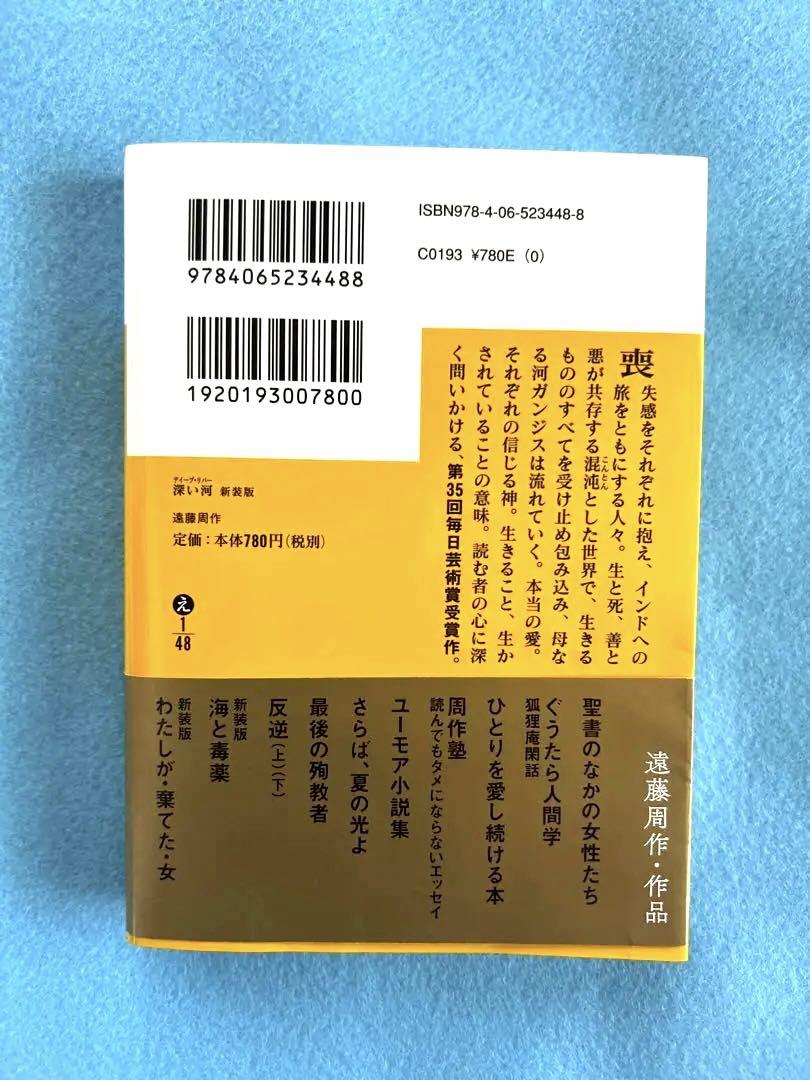 9784065234488
ISBN978-4-06-523448-8
C0193 ¥780E (0)
1920193007800
喪失感をそれぞれに抱え、インドへの
旅をともにする人々。生と死、善と
悪が共存する混沌とした世界で、生きる
もののすべてを受け止め包み込み、母な
る河ガンジスは流れていく。本当の愛。
それぞれの信じる神。生きること、生か
されていることの意味。読む者の心に深
く問いかける、第35回毎日芸術賞受賞作。
こんとん
ディープ・リバー
深い河 新装版
遠藤周作
定価:本体780円(税別)
え
1
48
遠藤周作・作品
聖書のなかの女性たち
ぐうたら人間学
狐狸庵閑話
ひとりを愛し続ける本
周作塾
読んでもタメにならないエッセイ
ユーモア小説集
さらば、夏の光よ
最後の殉教者
反逆(上)(下)
新装版
海と毒薬
新装版
わたしが・棄てた・女